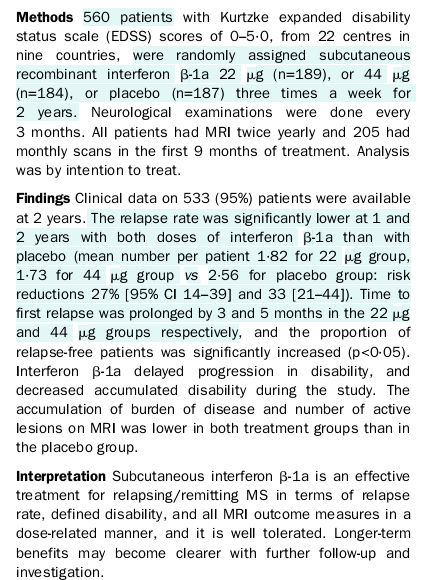 Methods 560 patients with Kurtzke expanded disability
status scale (EDSS) scores of 0–5·0, from 22 centres in
nine countries, were randomly assigned subcutaneous
recombinant interferon β-1a 22 μg (n=189), or 44 μg
(n=184), or placebo (n=187) three times a week for
2 years. Neurological examinations were done every
3 months. All patients had MRI twice yearly and 205 had
monthly scans in the first 9 months of treatment. Analysis
was by intention to treat.
Findings Clinical data on 533 (95%) patients were available
at 2 years. The relapse rate was significantly lower at 1 and
2 years with both doses of interferon β-1a than with
placebo (mean number per patient 1·82 for 22 μg group,
1·73 for 44 μg group vs 2·56 for placebo group: risk
reductions 27% [95% CI 14–39] and 33 [21–44]). Time to
first relapse was prolonged by 3 and 5 months in the 22 μg
and 44 μg groups respectively, and the proportion of
relapse-free patients was significantly increased (p<0·05).
Interferon β-1a delayed progression in disability, and
decreased accumulated disability during the study. The
accumulation of burden of disease and number of active
lesions on MRI was lower in both treatment groups than in
the placebo group.
Interpretation Subcutaneous interferon β-1a is an effective
treatment for relapsing/remitting MS in terms of relapse
rate, defined disability, and all MRI outcome measures in a
dose-related manner, and it is well tolerated. Longer-term
benefits may become clearer with further follow-up and
investigation.